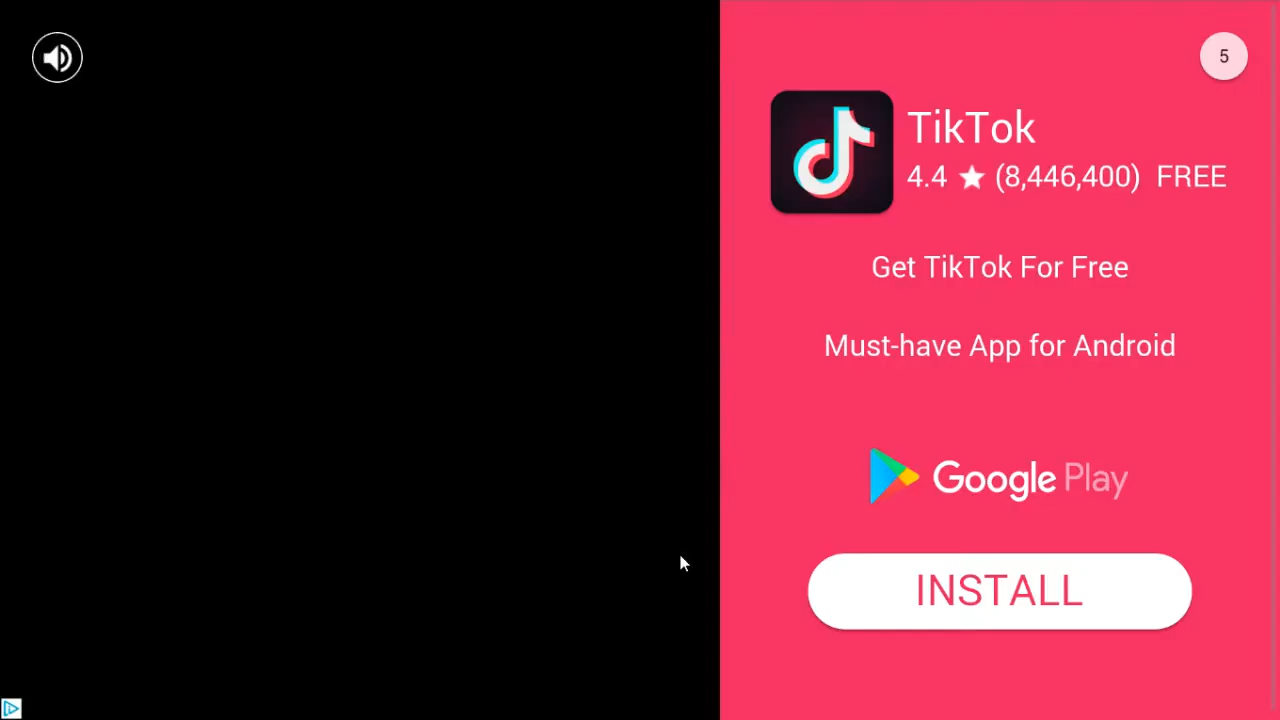 5
TikTok
4.4 ★ (8,446,400) FREE
Get TikTok For Free
Must-have App for Android
Google Play
INSTALL